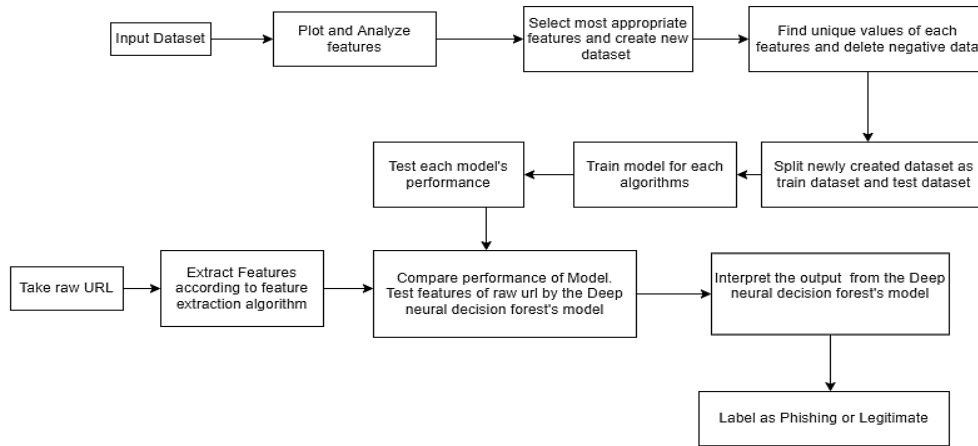 Input Dataset
Plot and Analyze
features
Select most appropriate
features and create new
dataset
Find unique values of each
features and delete negative data
Split newly created dataset as
train dataset and test dataset
Train model for each
algorithms
Test each model's
performance
Take raw URL
Extract Features
according to feature
extraction algorithm
Compare performance of Model.
Test features of raw url by the Deep
neural decision forest's model
Interpret the output from the Deep
neural decision forest's model
Label as Phishing or Legitimate